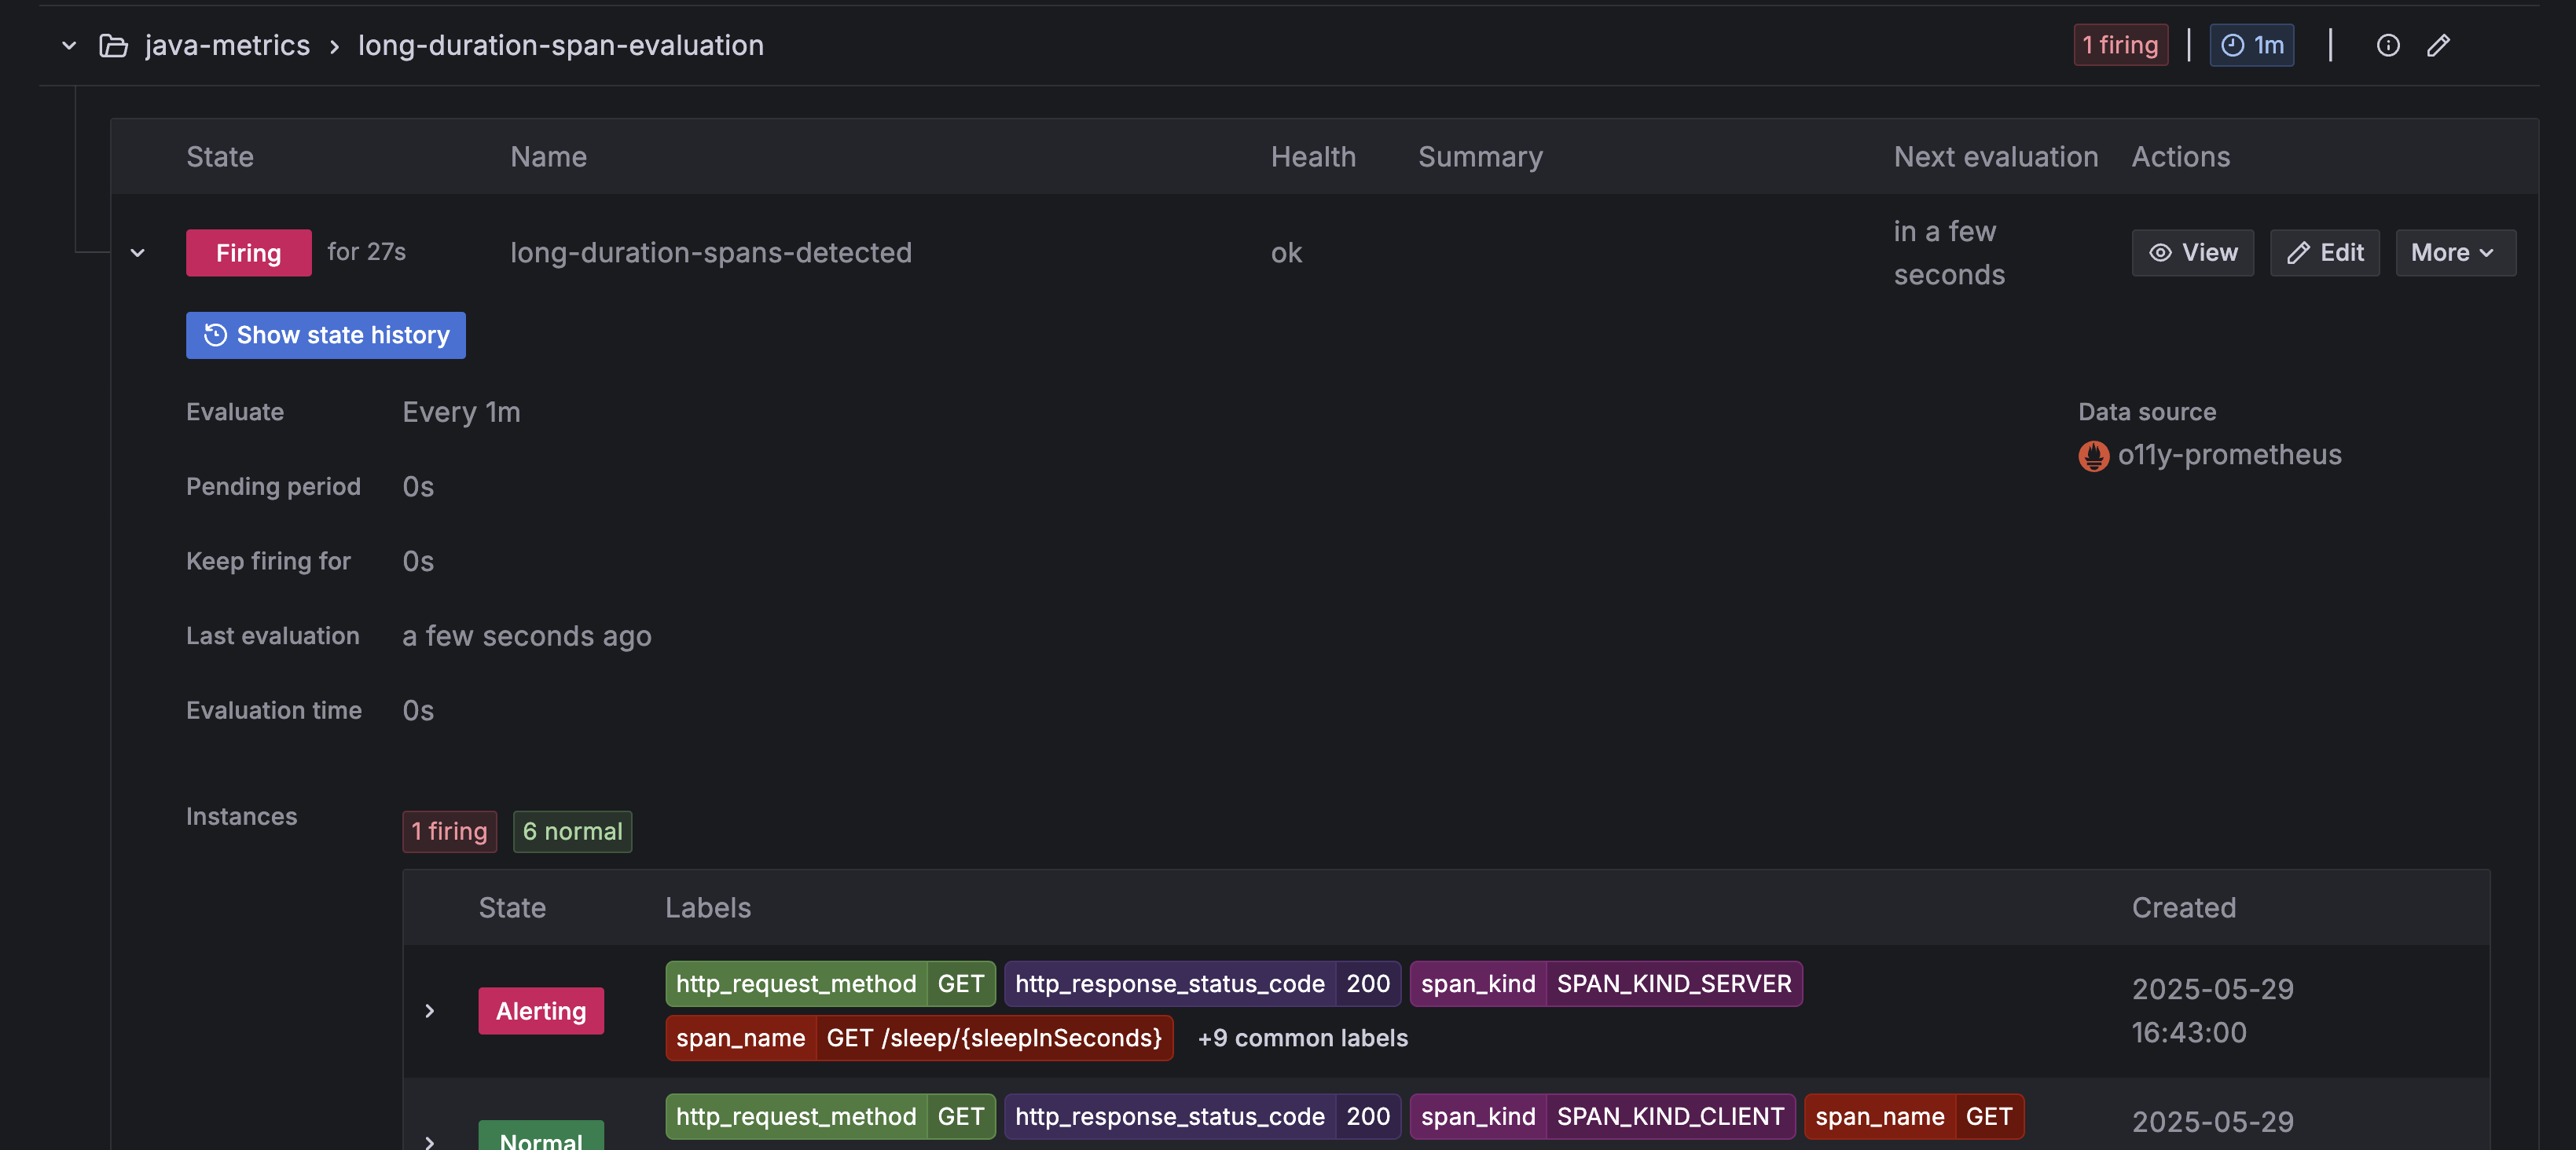 java-metrics > long-duration-span-evaluation 1 firing | 1m |
State Name Health Summary Next evaluation Actions
Firing for 27s long-duration-spans-detected ok in a few seconds View Edit More
Show state history
Evaluate Every 1m Data source
o11y-prometheus
Pending period 0s
Keep firing for 0s
Last evaluation a few seconds ago
Evaluation time 0s
Instances 1 firing 6 normal
State Labels Created
Alerting http_request_method GET http_response_status_code 200 span_kind SPAN_KIND_SERVER 2025-05-29
span_name GET /sleep/{sleepInSeconds} +9 common labels 16:43:00
Normal http_request_method GET http_response_status_code 200 span_kind SPAN_KIND_CLIENT span_name GET 2025-05-29